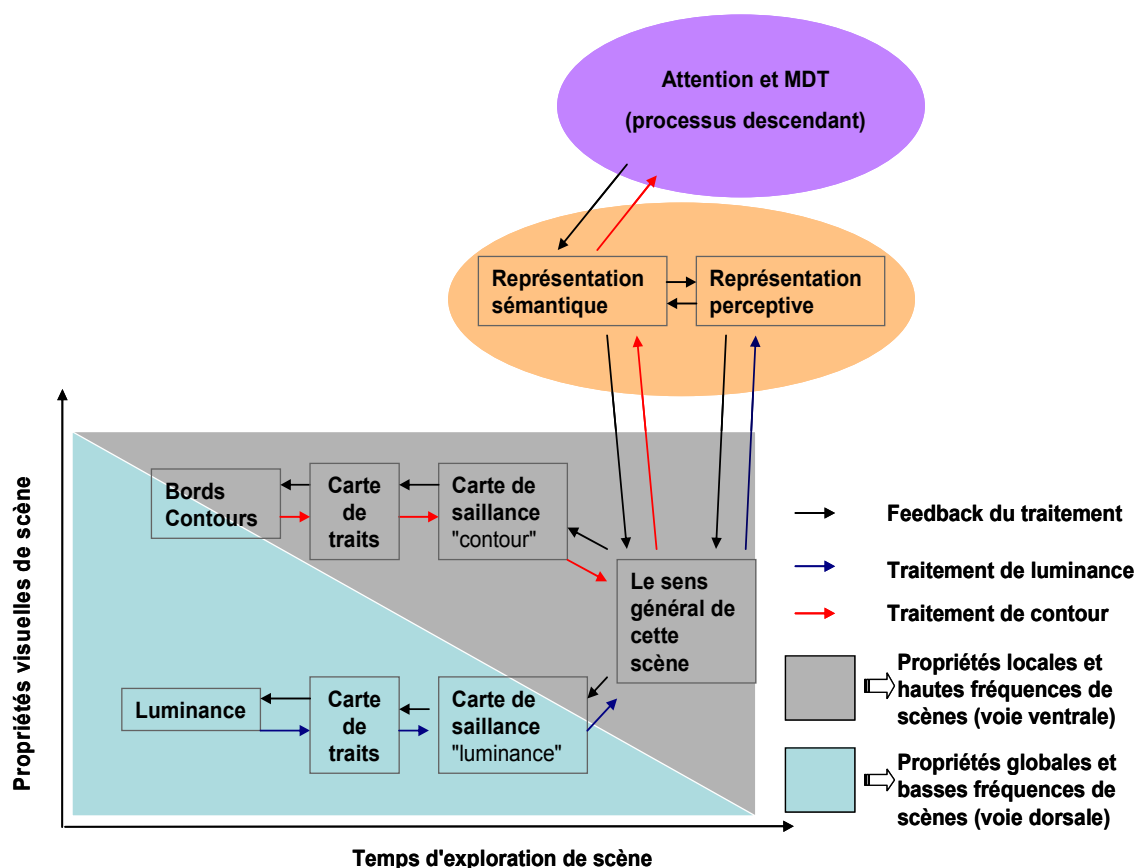 Attention et MDT
(processus descendant)
Représentation
sémantique
Représentation
perceptive
Propriétés visuelles de scène
Bords
Contours
Carte
de
traits
Carte de
saillance
"contour"
Le sens
général de
cette
scène
Luminance
Carte
de
traits
Carte de
saillance
"luminance"
Temps d'exploration de scène
Feedback du traitement
Traitement de luminance
Traitement de contour
Propriétés locales et
hautes fréquences de
scènes (voie ventrale)
Propriétés globales et
basses fréquences de
scènes (voie dorsale)